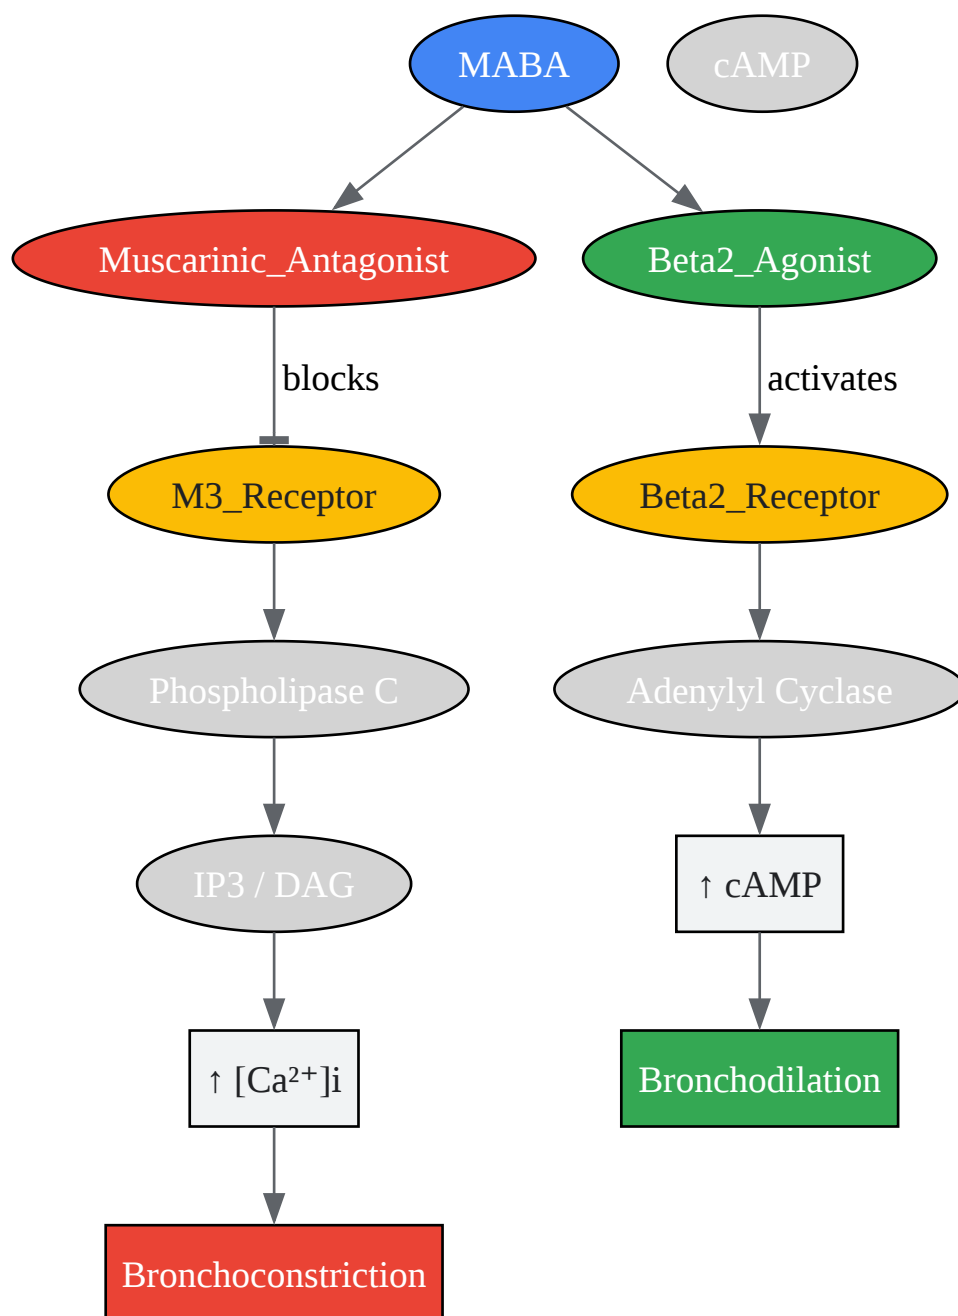 MABA
cAMP
Muscarinic_Antagonist
Beta2_Agonist
blocks
activates
M3_Receptor
Beta2_Receptor
Phospholipase C
Adenylyl Cyclase
IP3 / DAG
↑ cAMP
↑ [Ca²⁺]i
Bronchodilation
Bronchoconstriction